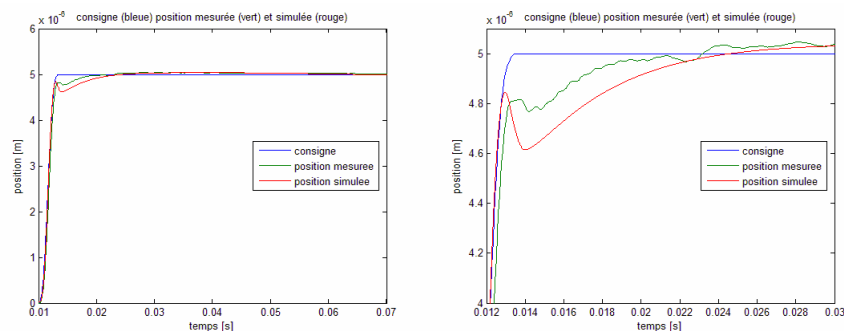 consigne (bleue) position mesurée (vert) et simulée (rouge)
x 10
6
5
4
3
2
1
0
position [m]
consigne
position mesuree
position simulee
0.01
0.02
0.03
0.04
0.05
0.06
0.07
temps [s]
consigne (bleue) position mesurée (vert) et simulée (rouge)
x 10
5
4.8
4.6
4.4
4.2
4
position [m]
consigne
position mesuree
position simulee
0.012
0.014
0.016
0.018
0.02
0.022
0.024
0.026
0.028
0.03
temps [s]